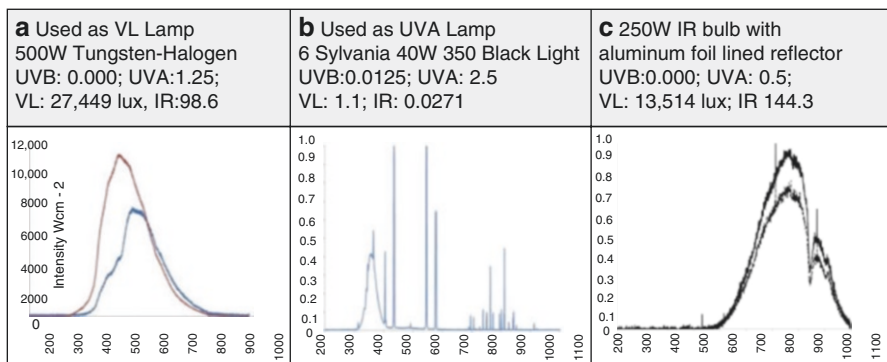 a Used as VL Lamp
500W Tungsten-Halogen
UVB: 0.000; UVA:1.25;
VL: 27,449 lux, IR:98.6
b Used as UVA Lamp
6 Sylvania 40W 350 Black Light
UVB:0.0125; UVA: 2.5
VL: 1.1; IR: 0.0271
c 250W IR bulb with
aluminum foil lined reflector
UVB:0.000; UVA: 0.5;
VL: 13,514 lux; IR 144.3
12,000
10,000
8000
6000
4000
2000
0
Intensity Wcm - 2
200 300 400 500 600 700 800 900 1000
1.0
0.9
0.8
0.7
0.6
0.5
0.4
0.3
0.2
0.1
0
200 300 400 500 600 700 800 900 1000 1100
1.0
0.9
0.8
0.7
0.6
0.5
0.4
0.3
0.2
0.1
0
200 300 400 500 600 700 800 900 1000 1100